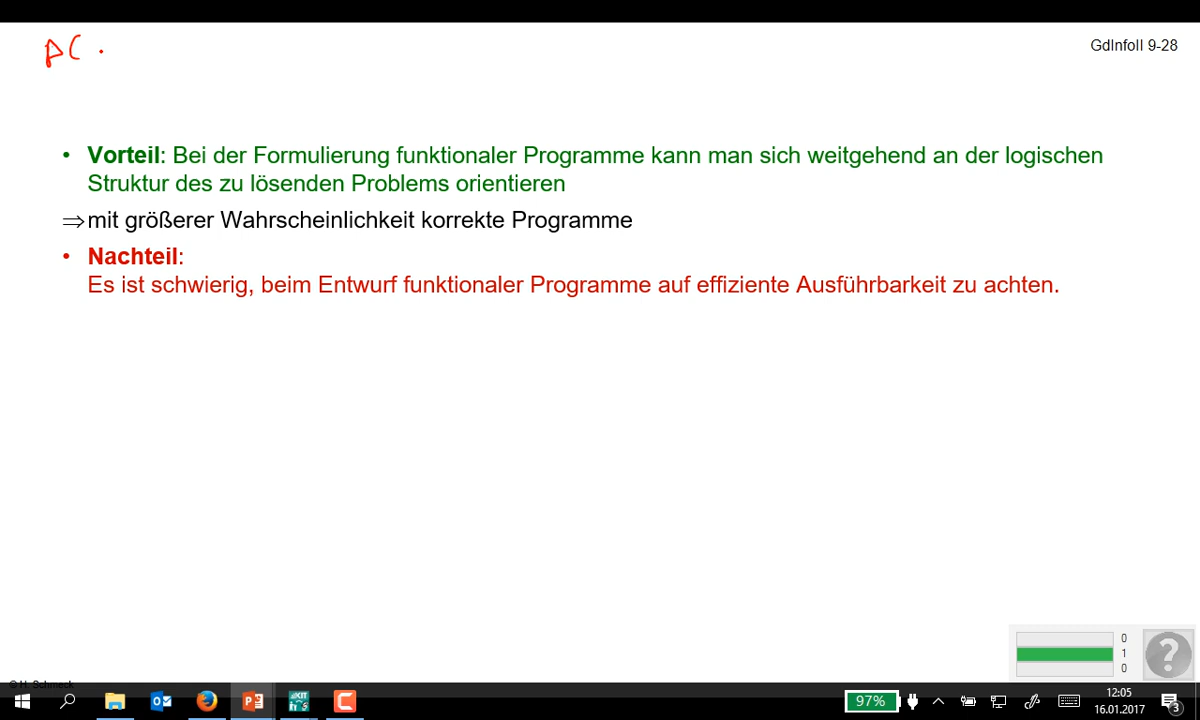 GdInfoII 9-28
• Vorteil: Bei der Formulierung funktionaler Programme kann man sich weitgehend an der logischen
Struktur des zu lösenden Problems orientieren
⇒ mit größerer Wahrscheinlichkeit korrekte Programme
• Nachteil:
Es ist schwierig, beim Entwurf funktionaler Programme auf effiziente Ausführbarkeit zu achten.
0
1
0
?
© H. Schmeck
97%
12:05
16.01.2017
3